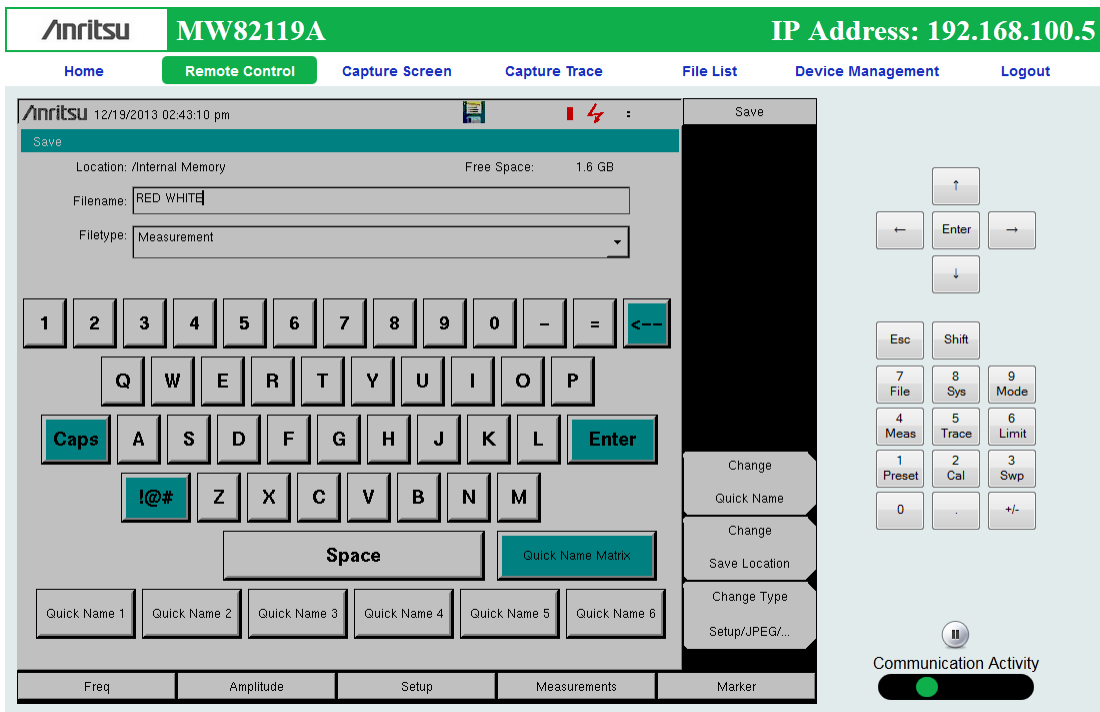 Anritsu MW82119A IP Address: 192.168.100.5
Home Remote Control Capture Screen Capture Trace File List Device Management Logout
Anritsu 12/19/2013 02:43:10 pm :
Save
Save
Location: /Internal Memory Free Space: 1.6 GB
Filename: RED WHITE
Filetype: Measurement
1 2 3 4 5 6 7 8 9 0 - = <--
Q W E R T Y U I O P
Caps A S D F G H J K L Enter
!@# Z X C V B N M
Space Quick Name Matrix
Quick Name 1 Quick Name 2 Quick Name 3 Quick Name 4 Quick Name 5 Quick Name 6
Change
Quick Name
Change
Save Location
Change Type
Setup/JPEG/...
Freq Amplitude Setup Measurements Marker
↑
← Enter →
↓
Esc Shift
7 8 9
File Sys Mode
4 5 6
Meas Trace Limit
1 2 3
Preset Cal Swp
0 . +/-
Communication Activity